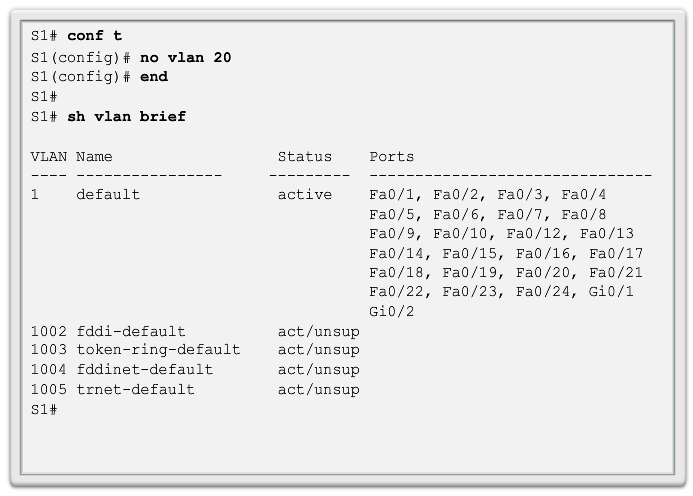 S1# conf t
S1(config)# no vlan 20
S1(config)# end
S1#
S1# sh vlan brief
VLAN Name                  Status    Ports
---- ----------------      --------- -------------------------------
1    default               active    Fa0/1, Fa0/2, Fa0/3, Fa0/4
                                     Fa0/5, Fa0/6, Fa0/7, Fa0/8
                                     Fa0/9, Fa0/10, Fa0/12, Fa0/13
                                     Fa0/14, Fa0/15, Fa0/16, Fa0/17
                                     Fa0/18, Fa0/19, Fa0/20, Fa0/21
                                     Fa0/22, Fa0/23, Fa0/24, Gi0/1
                                     Gi0/2
1002 fddi-default          act/unsup
1003 token-ring-default    act/unsup
1004 fddinet-default       act/unsup
1005 trnet-default         act/unsup
S1#